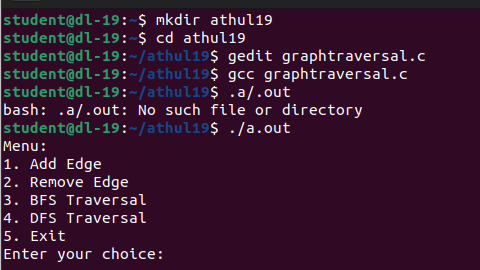 student@dl-19:~$ mkdir athul19
student@dl-19:~$ cd athul19
student@dl-19:~/athul19$ gedit graphtraversal.c
student@dl-19:~/athul19$ gcc graphtraversal.c
student@dl-19:~/athul19$ .a/.out
bash: .a/.out: No such file or directory
student@dl-19:~/athul19$ ./a.out
Menu:
1. Add Edge
2. Remove Edge
3. BFS Traversal
4. DFS Traversal
5. Exit
Enter your choice: